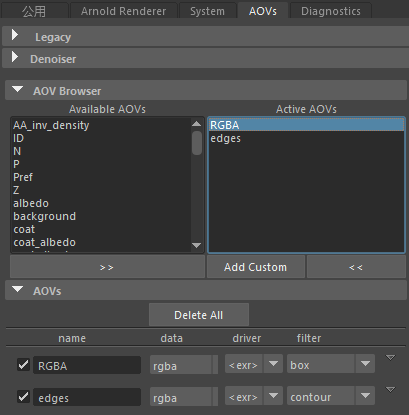 公用 Arnold Renderer System AOVs Diagnostics
Legacy
Denoiser
AOV Browser
Available AOVs Active AOVs
AA_inv_density
ID
N
P
Pref
Z
albedo
background
coat
coat_albedo
RGBA
edges
>> Add Custom <<
AOVs
Delete All
name data driver filter
RGBA rgba <exr> box
edges rgba <exr> contour